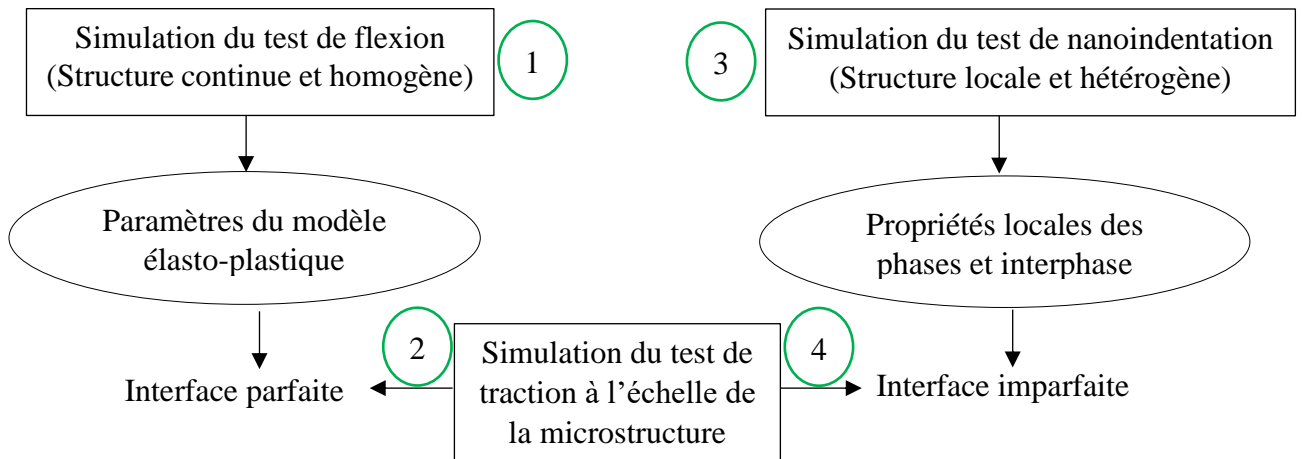 Simulation du test de flexion
(Structure continue et homogène)
1
3
Simulation du test de nanoindentation
(Structure locale et hétérogène)
Paramètres du modèle
élasto-plastique
Propriétés locales des
phases et interphase
2
Simulation du test de
traction à l’échelle de
la microstructure
4
Interface parfaite
Interface imparfaite